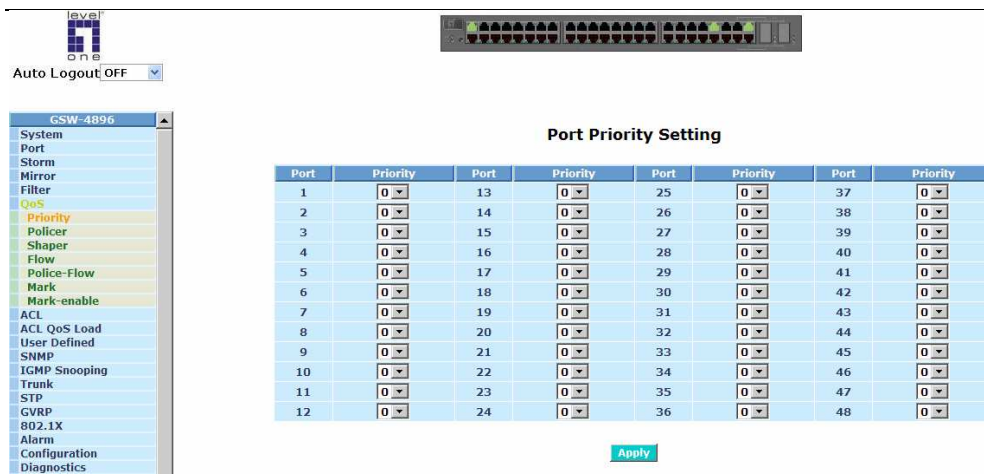 level
one
Auto Logout OFF
GSW-4896
System
Port
Storm
Mirror
Filter
QoS
Priority
Policer
Shaper
Flow
Police-Flow
Mark
Mark-enable
ACL
ACL QoS Load
User Defined
SNMP
IGMP Snooping
Trunk
STP
GVRP
802.1X
Alarm
Configuration
Diagnostics
Port Priority Setting
Port Priority Port Priority Port Priority Port Priority
1 0 13 0 25 0 37 0
2 0 14 0 26 0 38 0
3 0 15 0 27 0 39 0
4 0 16 0 28 0 40 0
5 0 17 0 29 0 41 0
6 0 18 0 30 0 42 0
7 0 19 0 31 0 43 0
8 0 20 0 32 0 44 0
9 0 21 0 33 0 45 0
10 0 22 0 34 0 46 0
11 0 23 0 35 0 47 0
12 0 24 0 36 0 48 0
Apply